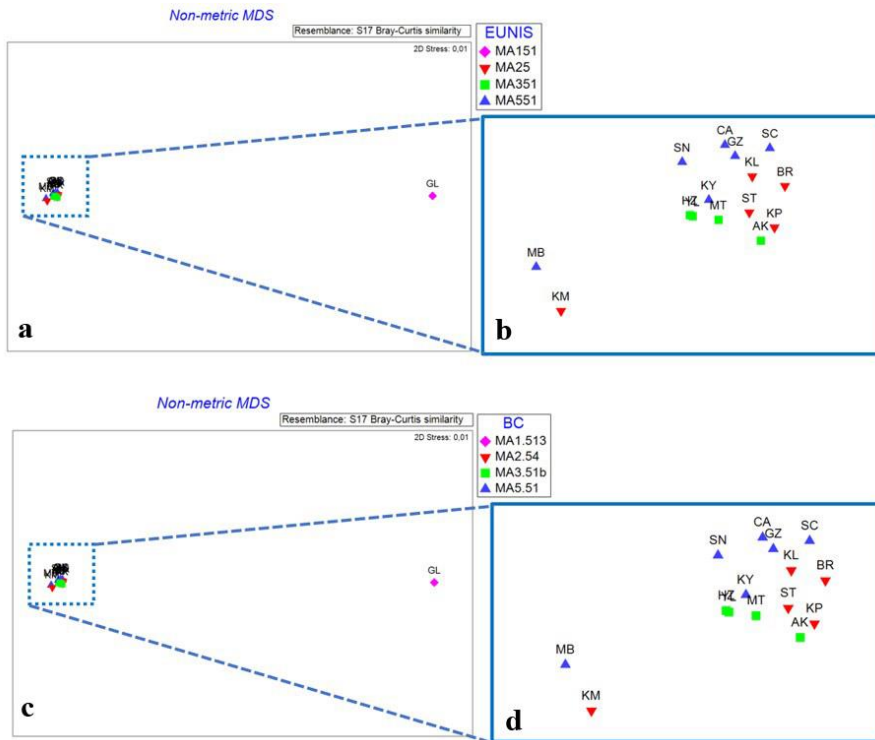 Non-metric MDS
Resemblance: S17 Bray-Curtis similarity
2D Stress: 0,01
EUNIS
MA151
MA25
MA351
MA551
GL
a
CA
SC
SN
GZ
KL
BR
KY
ST
HZ
MT
KP
AK
MB
KM
b
Non-metric MDS
Resemblance: S17 Bray-Curtis similarity
2D Stress: 0,01
BC
MA1.513
MA2.54
MA3.51b
MA5.51
GL
c
CA
SC
SN
GZ
KL
BR
KY
ST
HZ
MT
KP
AK
MB
KM
d